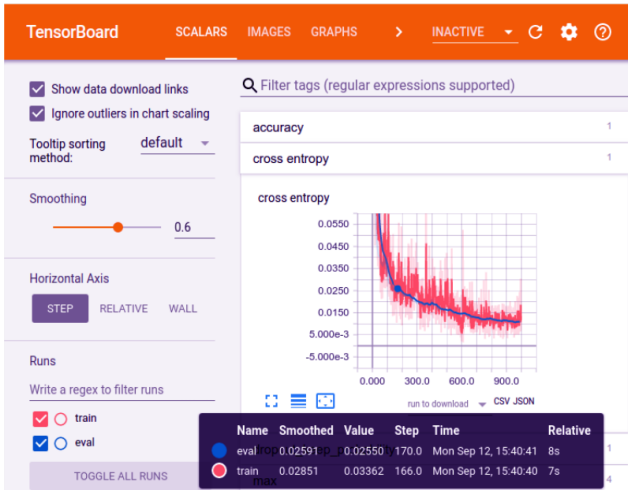 TensorBoard SCALARS IMAGES GRAPHS INACTIVE
Show data download links
Ignore outliers in chart scaling
Tooltip sorting method: default
Smoothing
0.6
Horizontal Axis
STEP RELATIVE WALL
Runs
Write a regex to filter runs
train
eval
TOGGLE ALL RUNS
Filter tags (regular expressions supported)
accuracy 1
cross entropy 1
cross entropy
0.0550
0.0450
0.0350
0.0250
0.0150
5.000e-3
-5.000e-3
0.000 300.0 600.0 900.0
run to download CSV JSON
Name Smoothed Value Step Time Relative
eval 0.02591 0.02550 170.0 Mon Sep 12, 15:40:41 8s
train 0.02851 0.03362 166.0 Mon Sep 12, 15:40:40 7s
1
max 4